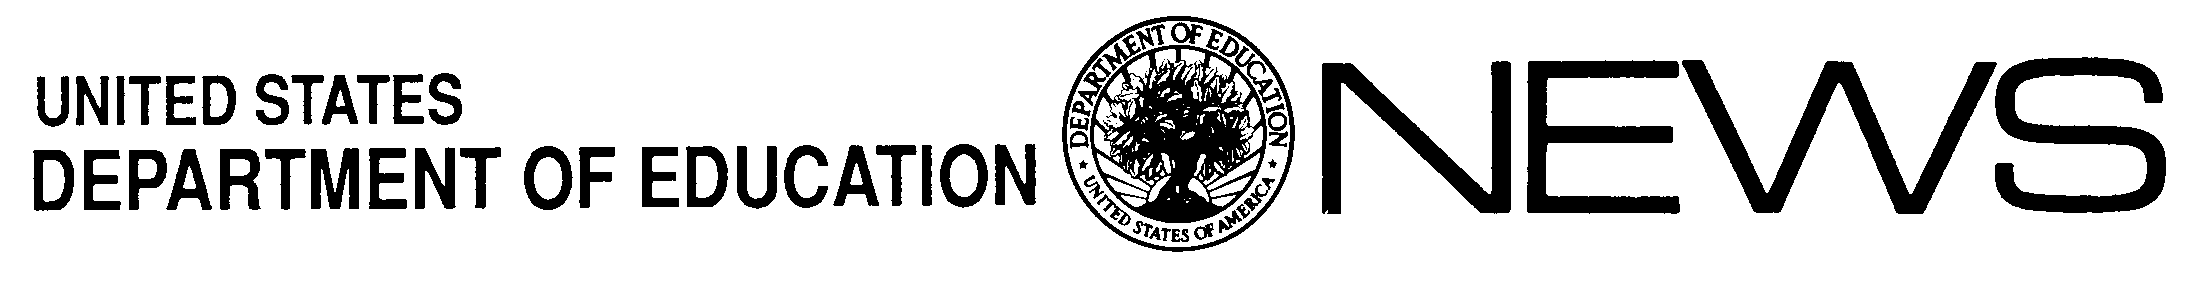 UNITED STATES
DEPARTMENT OF EDUCATION
DEPARTMENT OF EDUCATION
UNITED STATES OF AMERICA
NEWS